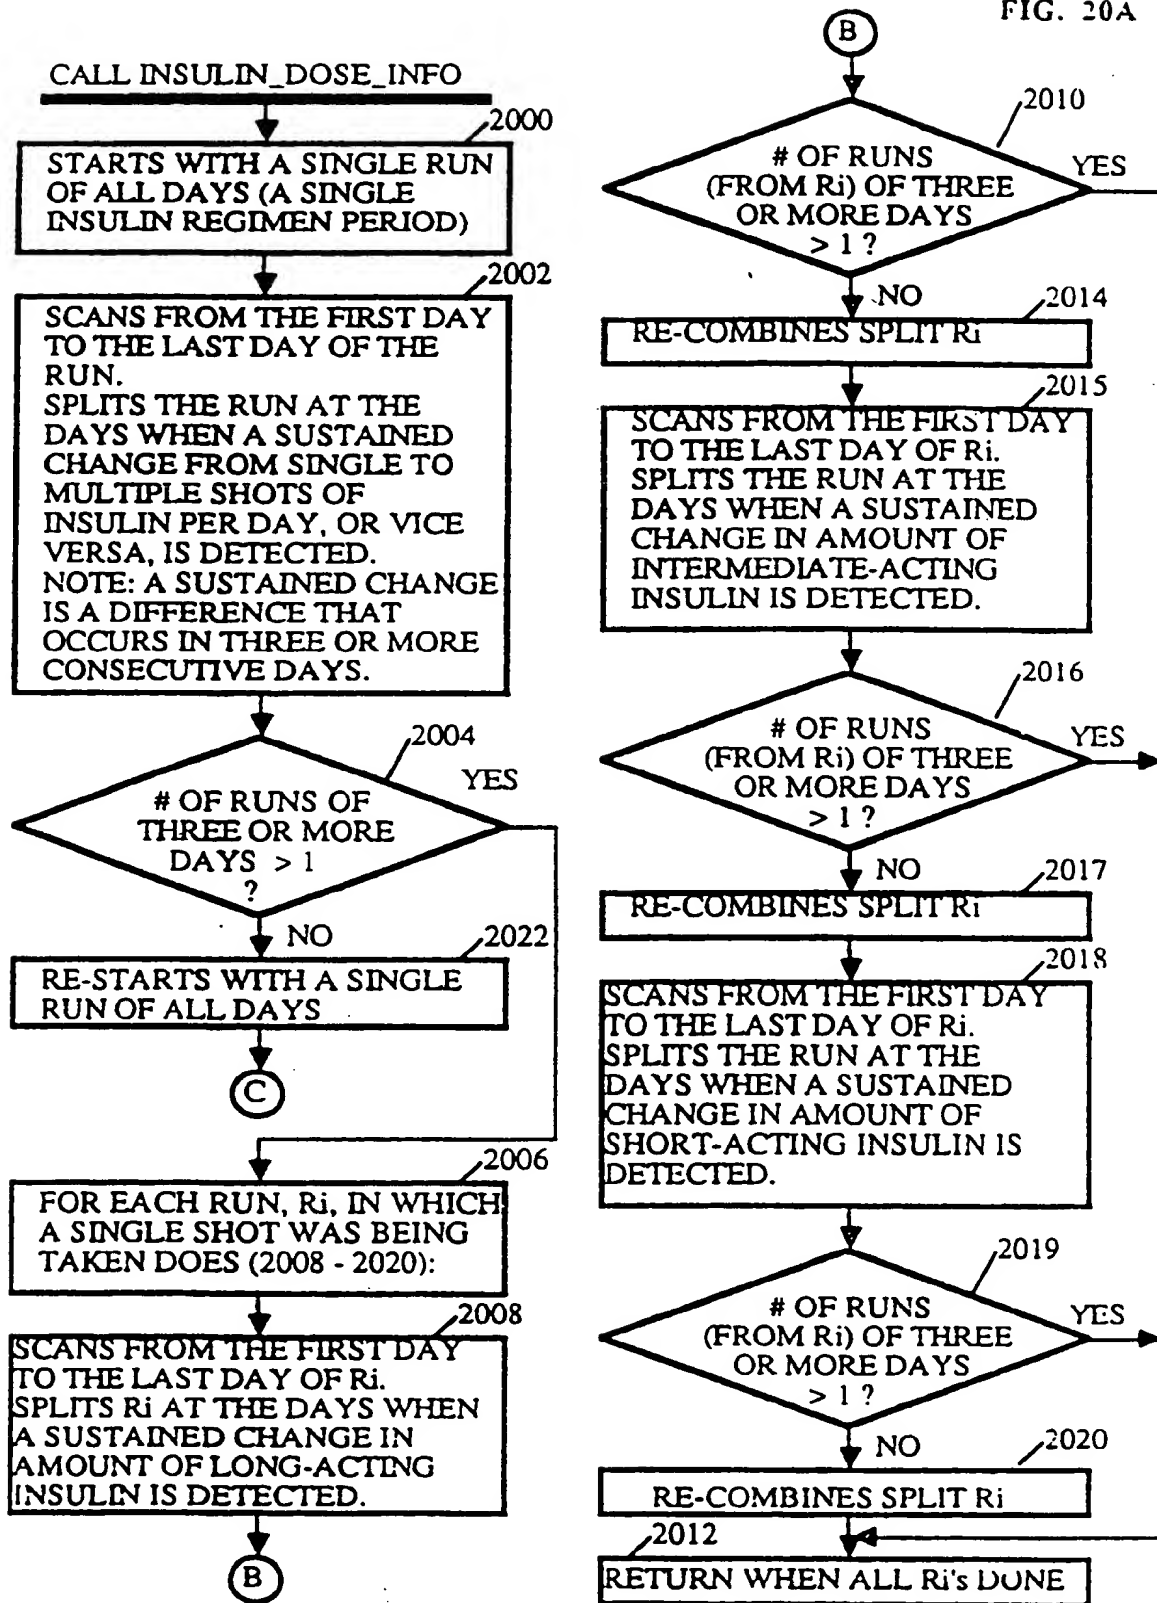 FIG. 20A
CALL INSULIN_DOSE_INFO
2000
STARTS WITH A SINGLE RUN
OF ALL DAYS (A SINGLE
INSULIN REGIMEN PERIOD)
2002
SCANS FROM THE FIRST DAY
TO THE LAST DAY OF THE
RUN.
SPLITS THE RUN AT THE
DAYS WHEN A SUSTAINED
CHANGE FROM SINGLE TO
MULTIPLE SHOTS OF
INSULIN PER DAY, OR VICE
VERSA, IS DETECTED.
NOTE: A SUSTAINED CHANGE
IS A DIFFERENCE THAT
OCCURS IN THREE OR MORE
CONSECUTIVE DAYS.
2004
YES
# OF RUNS OF
THREE OR MORE
DAYS > 1
?
NO
2022
RE-STARTS WITH A SINGLE
RUN OF ALL DAYS
C
2006
FOR EACH RUN, Ri, IN WHICH
A SINGLE SHOT WAS BEING
TAKEN DOES (2008 - 2020):
2008
SCANS FROM THE FIRST DAY
TO THE LAST DAY OF Ri.
SPLITS Ri AT THE DAYS WHEN
A SUSTAINED CHANGE IN
AMOUNT OF LONG-ACTING
INSULIN IS DETECTED.
B
B
2010
# OF RUNS
(FROM Ri) OF THREE
OR MORE DAYS
> 1 ?
YES
NO
2014
RE-COMBINES SPLIT Ri
2015
SCANS FROM THE FIRST DAY
TO THE LAST DAY OF Ri.
SPLITS THE RUN AT THE
DAYS WHEN A SUSTAINED
CHANGE IN AMOUNT OF
INTERMEDIATE-ACTING
INSULIN IS DETECTED.
2016
# OF RUNS
(FROM Ri) OF THREE
OR MORE DAYS
> 1 ?
YES
NO
2017
RE-COMBINES SPLIT Ri
2018
SCANS FROM THE FIRST DAY
TO THE LAST DAY OF Ri.
SPLITS THE RUN AT THE
DAYS WHEN A SUSTAINED
CHANGE IN AMOUNT OF
SHORT-ACTING INSULIN IS
DETECTED.
2019
# OF RUNS
(FROM Ri) OF THREE
OR MORE DAYS
> 1 ?
YES
NO
2020
RE-COMBINES SPLIT Ri
2012
RETURN WHEN ALL Ri's DONE